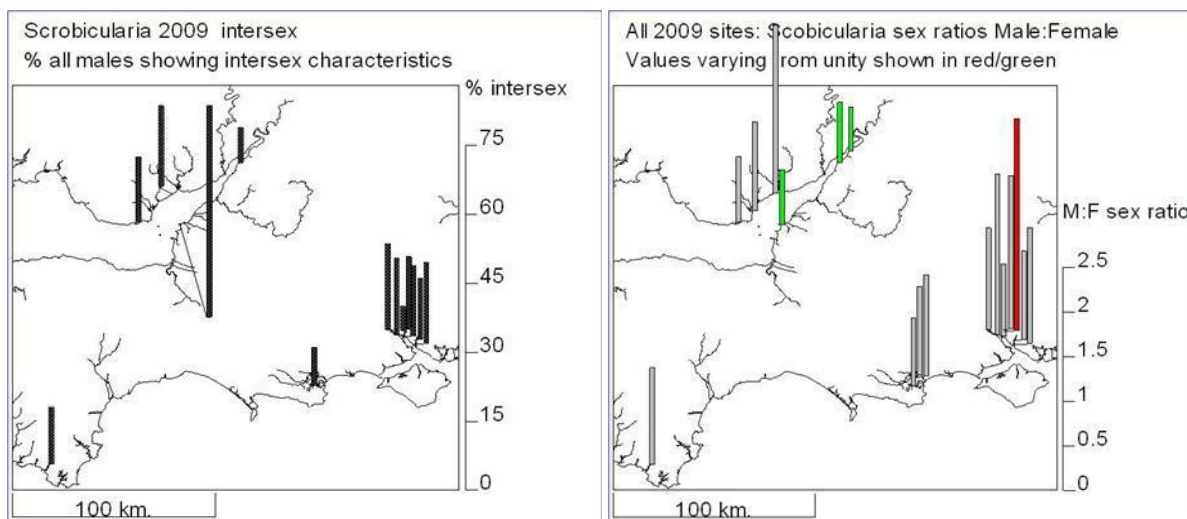 Scrobicularia 2009 intersex
% all males showing intersex characteristics
% intersex
75
60
45
30
15
0
100 km.
All 2009 sites: Scobicularia sex ratios Male:Female
Values varying from unity shown in red/green
M:F sex ratio
2.5
2
1.5
1
0.5
0
100 km.